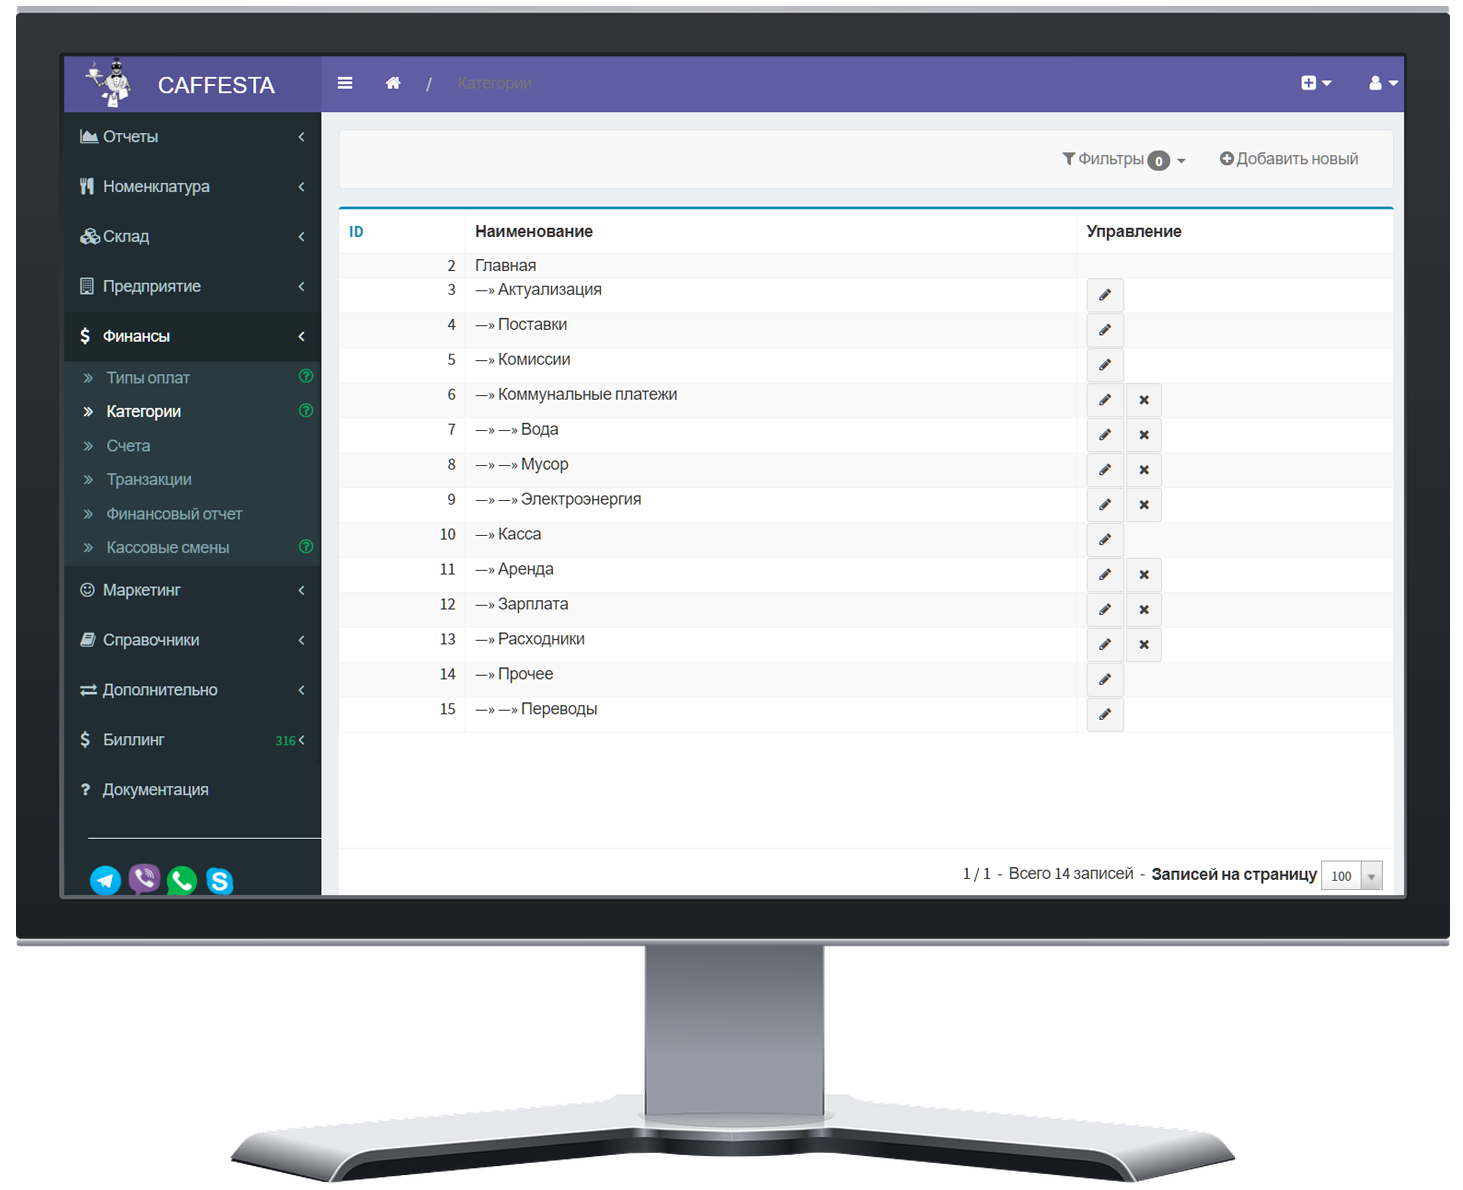 CAFFESTA
/ Категории
Отчеты
Номенклатура
Склад
Предприятие
Финансы
Типы оплат
Категории
Счета
Транзакции
Финансовый отчет
Кассовые смены
Маркетинг
Справочники
Дополнительно
Биллинг 316
Документация
Фильтры 0 Добавить новый
ID Наименование Управление
2 Главная
3 —» Актуализация
4 —» Поставки
5 —» Комиссии
6 —» Коммунальные платежи
7 —» —» Вода
8 —» —» Мусор
9 —» —» Электроэнергия
10 —» Касса
11 —» Аренда
12 —» Зарплата
13 —» Расходники
14 —» Прочее
15 —» —» Переводы
1 / 1 - Всего 14 записей - Записей на страницу 100